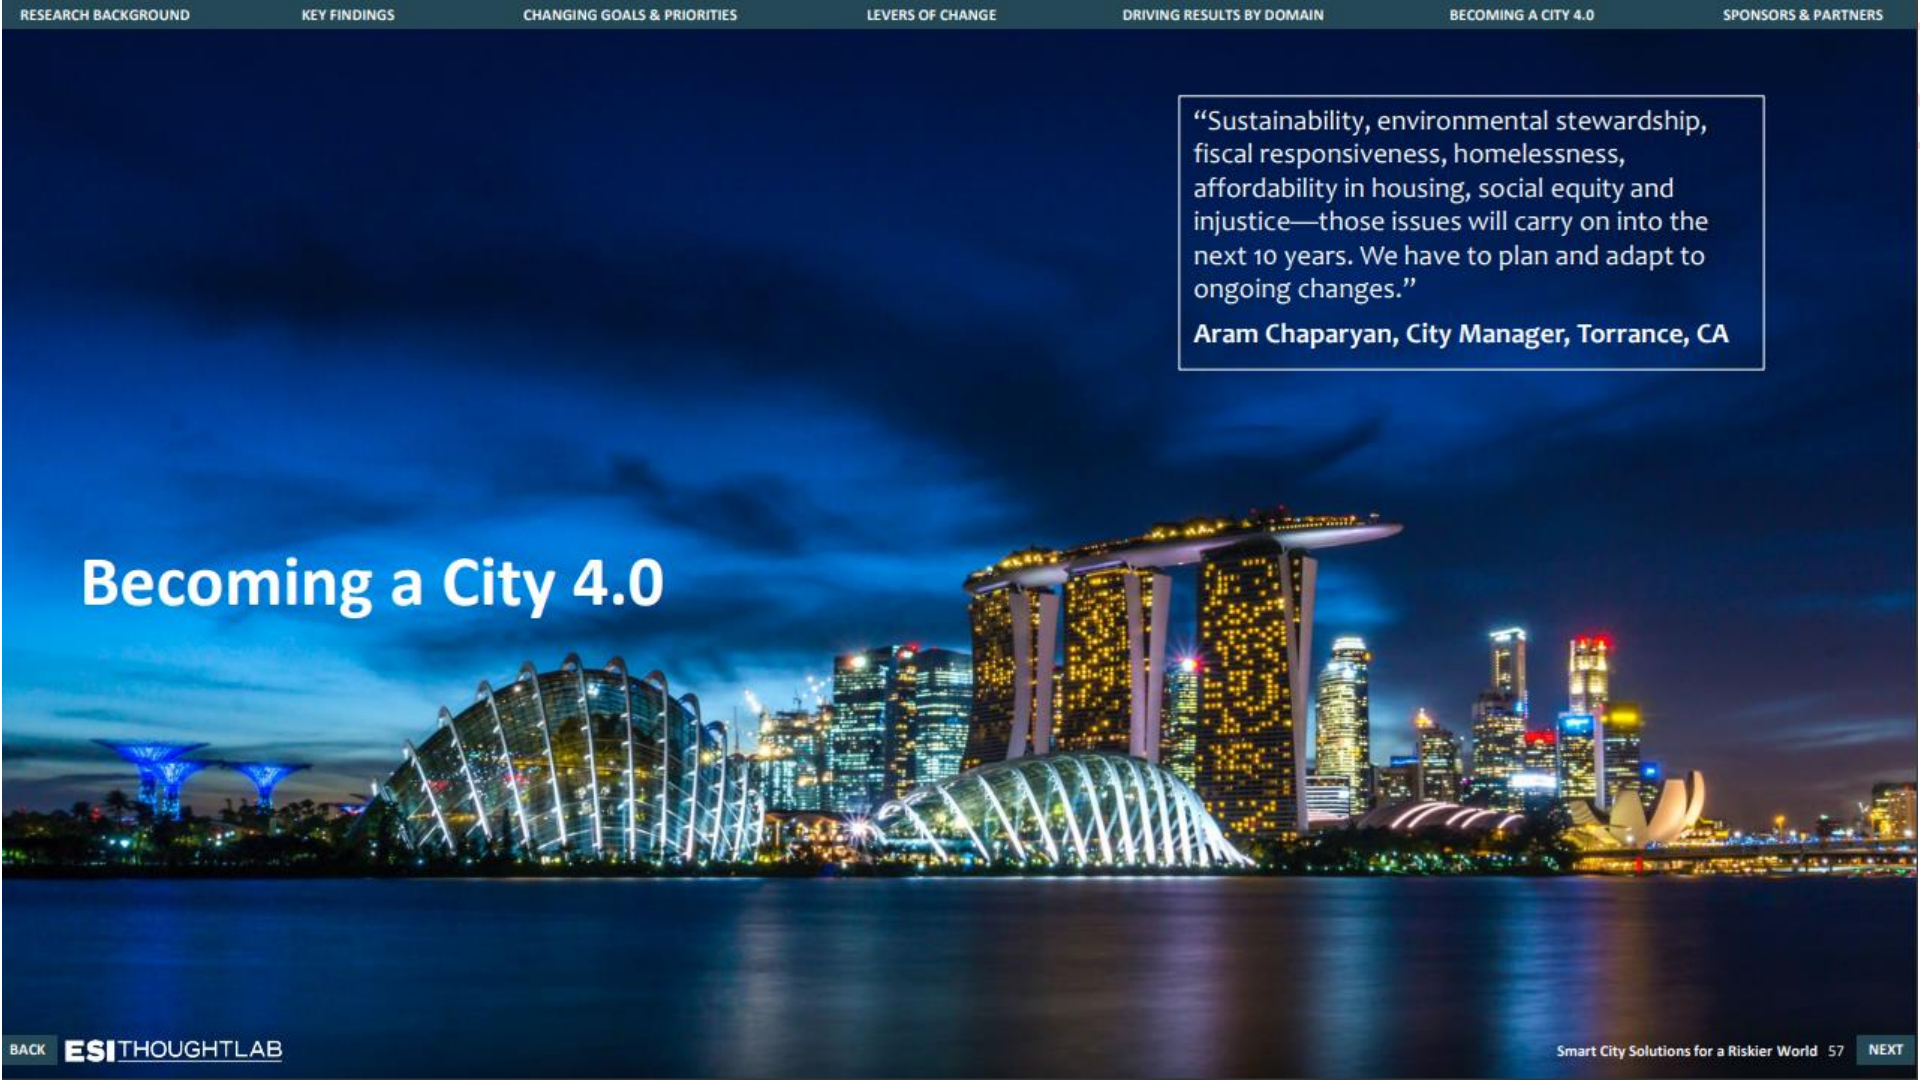 RESEARCH BACKGROUND KEY FINDINGS CHANGING GOALS & PRIORITIES LEVERS OF CHANGE DRIVING RESULTS BY DOMAIN BECOMING A CITY 4.0 SPONSORS & PARTNERS
“Sustainability, environmental stewardship,
fiscal responsiveness, homelessness,
affordability in housing, social equity and
injustice—those issues will carry on into the
next 10 years. We have to plan and adapt to
ongoing changes.”
Aram Chaparyan, City Manager, Torrance, CA
Becoming a City 4.0
BACK ESITHOUGHTLAB Smart City Solutions for a Riskier World 57 NEXT